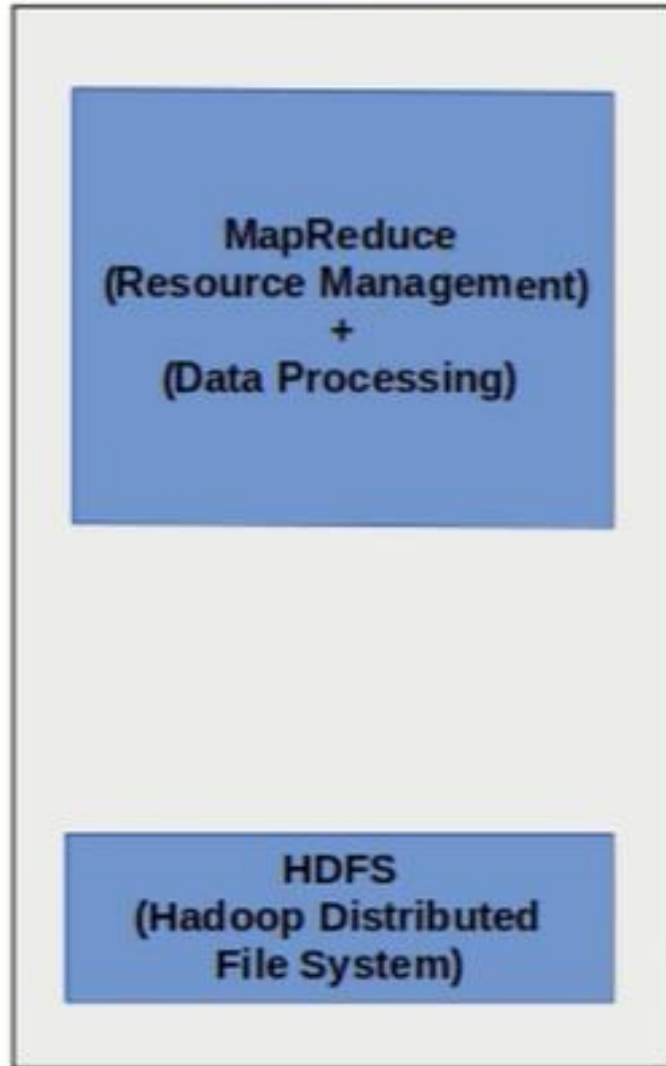 MapReduce
(Resource Management)
+
(Data Processing)
HDFS
(Hadoop Distributed
File System)